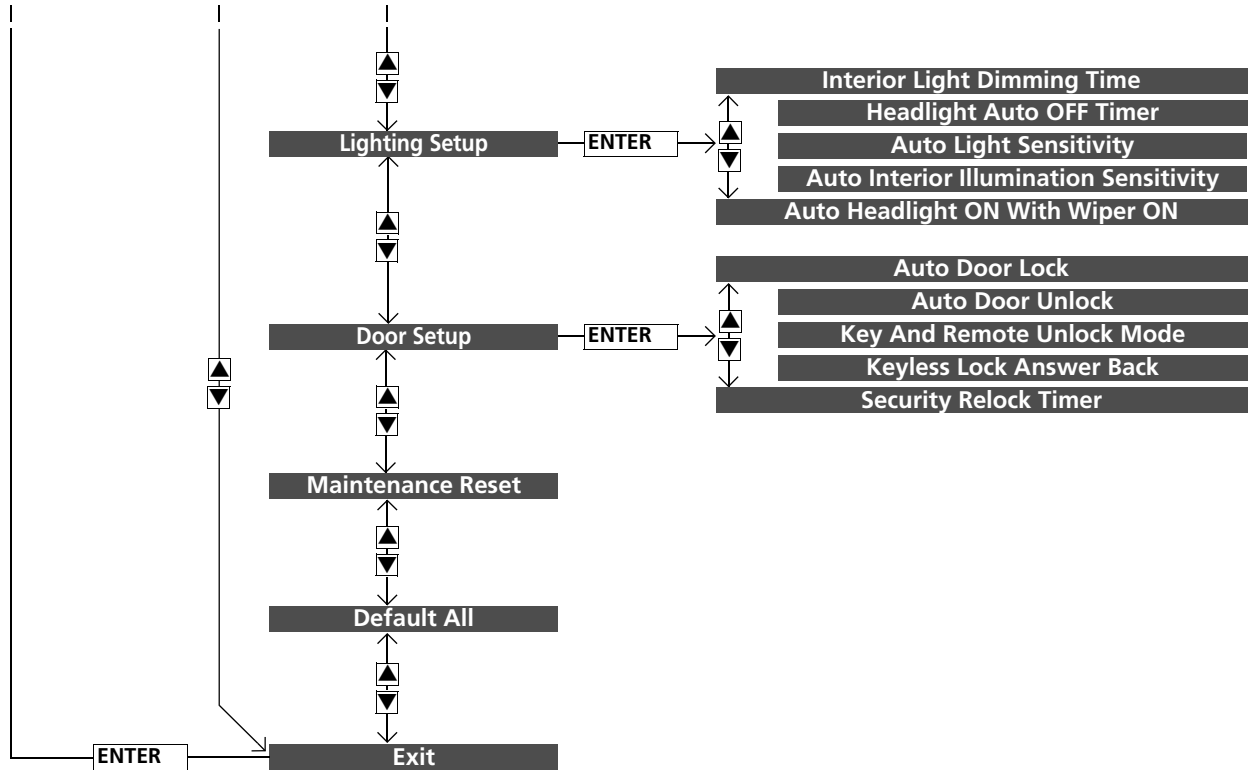 Lighting Setup
ENTER
Interior Light Dimming Time
Headlight Auto OFF Timer
Auto Light Sensitivity
Auto Interior Illumination Sensitivity
Auto Headlight ON With Wiper ON
Door Setup
ENTER
Auto Door Lock
Auto Door Unlock
Key And Remote Unlock Mode
Keyless Lock Answer Back
Security Relock Timer
Maintenance Reset
Default All
ENTER
Exit